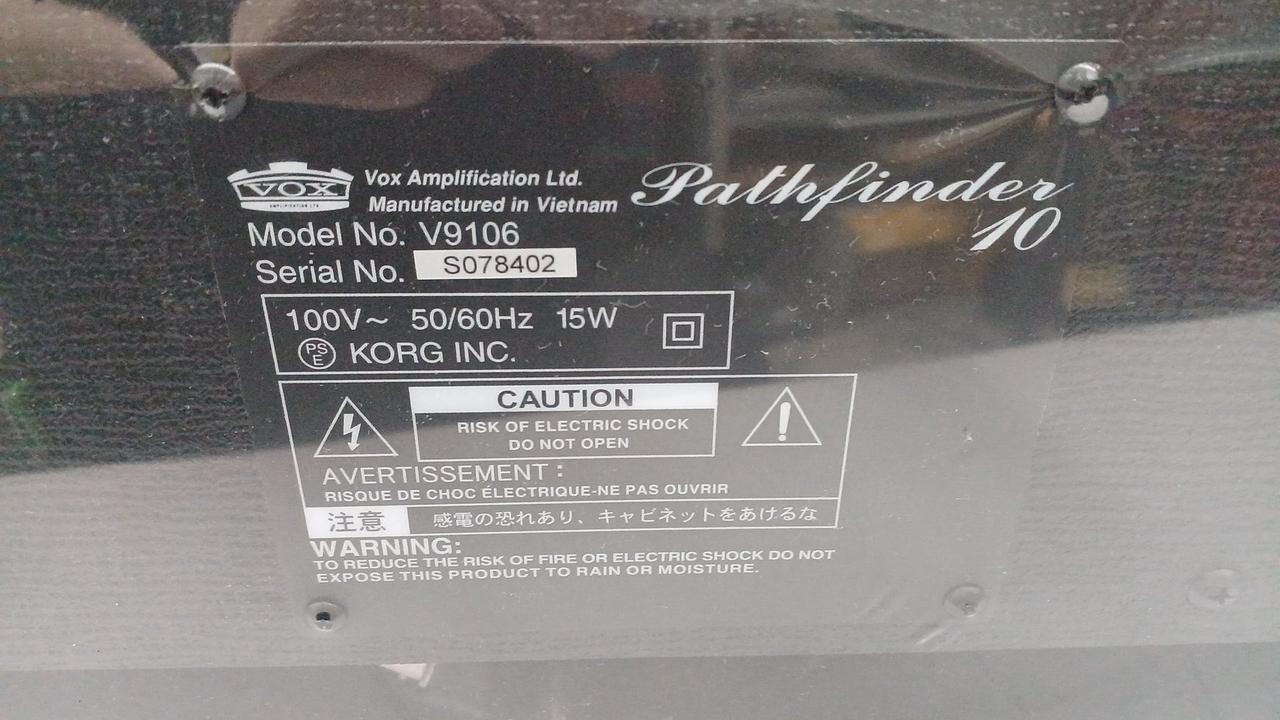 VOX
AMPLIFICATION LTD
Vox Amplification Ltd.
Manufactured in Vietnam
Pathfinder
10
Model No. V9106
Serial No. S078402
100V~ 50/60Hz 15W
PS
E
KORG INC.
CAUTION
RISK OF ELECTRIC SHOCK
DO NOT OPEN
AVERTISSEMENT :
RISQUE DE CHOC ÉLECTRIQUE-NE PAS OUVRIR
注意 感電の恐れあり、キャビネットをあけるな
WARNING:
TO REDUCE THE RISK OF FIRE OR ELECTRIC SHOCK DO NOT
EXPOSE THIS PRODUCT TO RAIN OR MOISTURE.